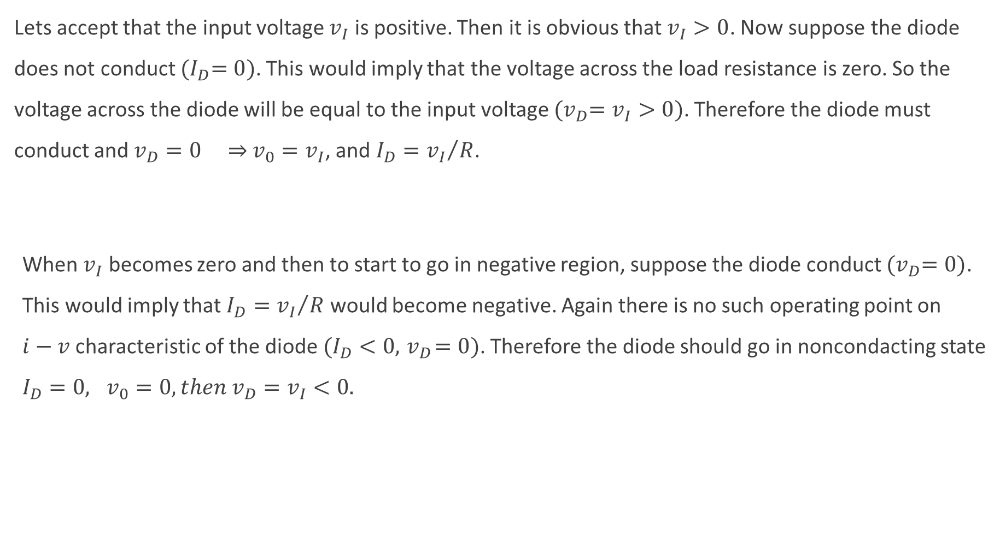 Lets accept that the input voltage v_I is positive. Then it is obvious that v_I > 0. Now suppose the diode
does not conduct (I_D= 0). This would imply that the voltage across the load resistance is zero. So the
voltage across the diode will be equal to the input voltage (v_D= v_I > 0). Therefore the diode must
conduct and v_D = 0 ⇒ v_0 = v_I, and I_D = v_I/R.
When v_I becomes zero and then to start to go in negative region, suppose the diode conduct (v_D= 0).
This would imply that I_D = v_I/R would become negative. Again there is no such operating point on
i − v characteristic of the diode (I_D < 0, v_D= 0). Therefore the diode should go in noncondacting state
I_D = 0, v_0 = 0, then v_D = v_I < 0.